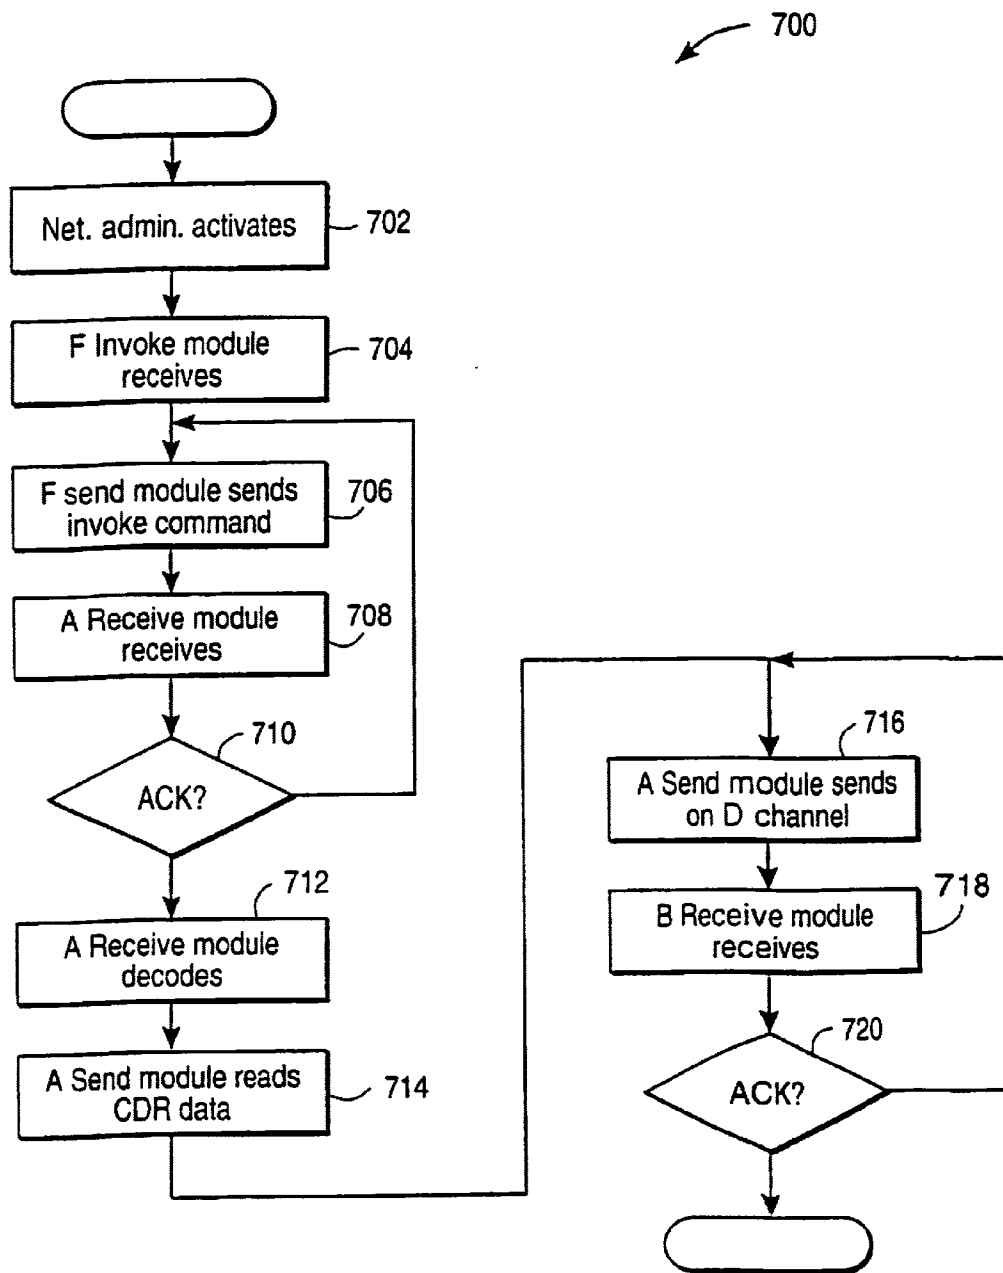 700
Net. admin. activates
702
F Invoke module
receives
704
F send module sends
invoke command
706
A Receive module
receives
708
710
ACK?
712
A Receive module
decodes
A Send module reads
CDR data
714
716
A Send module sends
on D channel
B Receive module
receives
718
720
ACK?